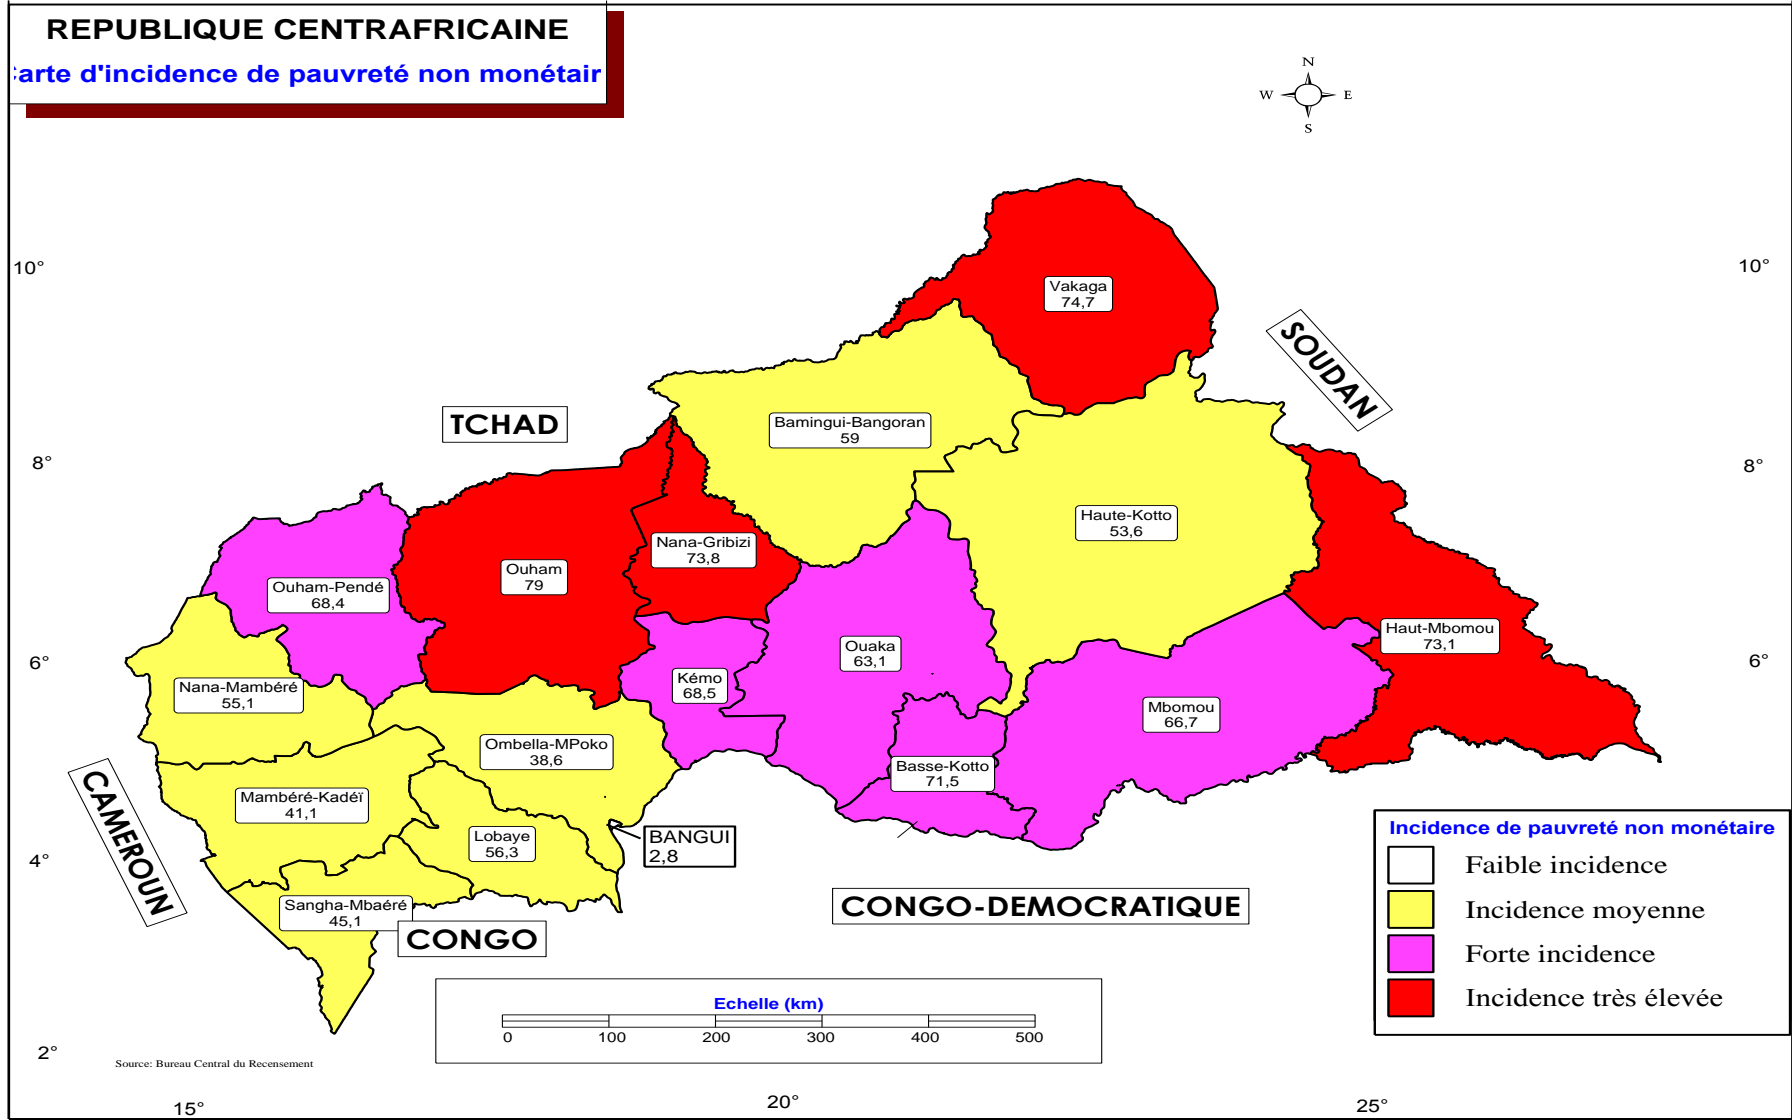 REPUBLIQUE CENTRAFRICAINE
arte d'incidence de pauvreté non monétair
N
W E
S
10° 10°
Vakaga
74,7
SOUDAN
TCHAD
Bamingui-Bangoran
59
8° 8°
Haute-Kotto
53,6
Nana-Gribizi
73,8
Ouham
79
Ouham-Pendé
68,4
Haut-Mbomou
73,1
Ouaka
63,1
6° 6°
Kémo
68,5
Nana-Mambéré
55,1
Mbomou
66,7
Ombella-MPoko
38,6
Basse-Kotto
71,5
CAMEROUN
Mambéré-Kadéï
41,1
Lobaye
56,3
BANGUI
2,8
4°
Sangha-Mbaéré
45,1
CONGO
CONGO-DEMOCRATIQUE
Incidence de pauvreté non monétaire
Faible incidence
Incidence moyenne
Forte incidence
Incidence très élevée
Echelle (km)
0 100 200 300 400 500
2°
Source: Bureau Central du Recensement
15° 20° 25°